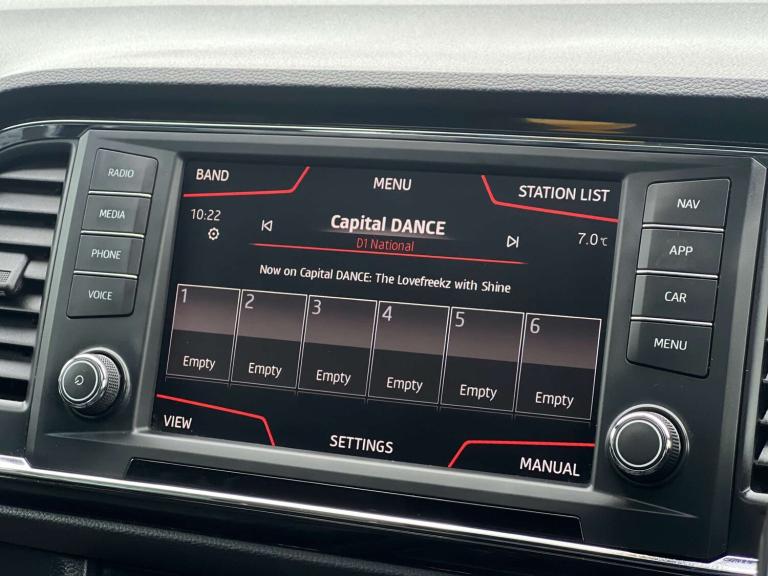 RADIO
MEDIA
PHONE
VOICE
BAND
MENU
STATION LIST
10:22
Capital DANCE
D1 National
7.0°C
Now on Capital DANCE: The Lovefreekz with Shine
1
2
3
4
5
6
Empty
Empty
Empty
Empty
Empty
Empty
VIEW
SETTINGS
MANUAL
NAV
APP
CAR
MENU